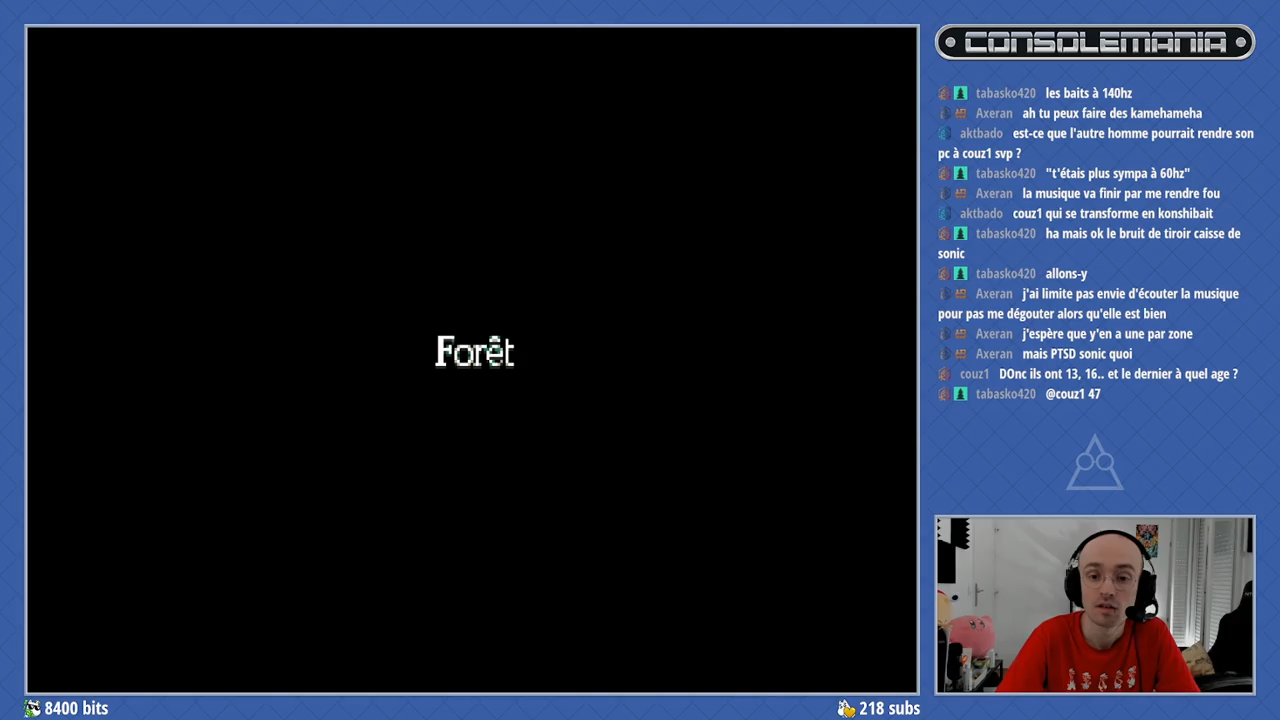 CONSOLEMANIA
tabasko420 les baits à 140hz
Axeran ah tu peux faire des kamehameha
aktbado est-ce que l'autre homme pourrait rendre son
pc à couz1 svp ?
tabasko420 "t'étais plus sympa à 60hz"
Axeran la musique va finir par me rendre fou
aktbado couz1 qui se transforme en konshibait
tabasko420 ha mais ok le bruit de tiroir caisse de
sonic
tabasko420 allons-y
Axeran j'ai limite pas envie d'écouter la musique
pour pas me dégouter alors qu'elle est bien
Axeran j'espère que y'en a une par zone
Axeran mais PTSD sonic quoi
couz1 DOnc ils ont 13, 16.. et le dernier à quel age ?
tabasko420 @couz1 47
Forêt
8400 bits
218 subs